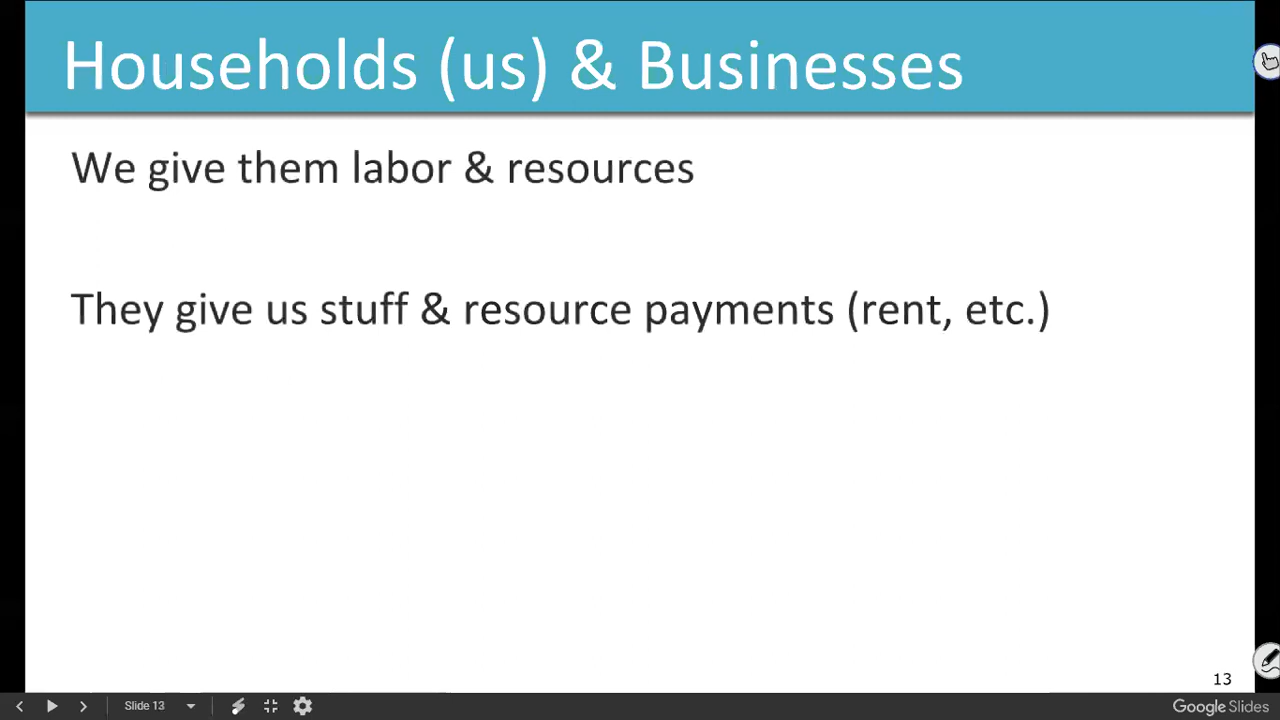 Households (us) & Businesses
We give them labor & resources
They give us stuff & resource payments (rent, etc.)
13
Slide 13
Google Slides